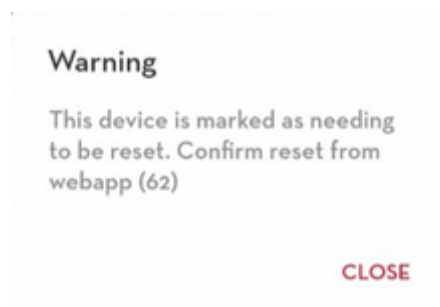 Warning
This device is marked as needing
to be reset. Confirm reset from
webapp (62)
CLOSE